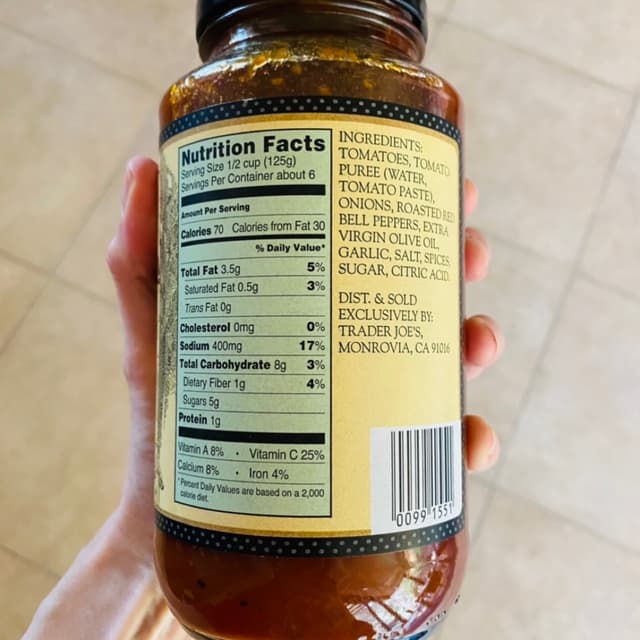 Nutrition Facts
Serving Size 1/2 cup (125g)
Servings Per Container about 6
Amount Per Serving
Calories 70 Calories from Fat 30
% Daily Value*
Total Fat 3.5g 5%
Saturated Fat 0.5g 3%
Trans Fat 0g
Cholesterol 0mg 0%
Sodium 400mg 17%
Total Carbohydrate 8g 3%
Dietary Fiber 1g 4%
Sugars 5g
Protein 1g
Vitamin A 8% • Vitamin C 25%
Calcium 8% • Iron 4%
*Percent Daily Values are based on a 2,000
calorie diet.
INGREDIENTS:
TOMATOES, TOMATO
PUREE (WATER,
TOMATO PASTE),
ONIONS, ROASTED RED
BELL PEPPERS, EXTRA
VIRGIN OLIVE OIL,
GARLIC, SALT, SPICES,
SUGAR, CITRIC ACID.
DIST. & SOLD
EXCLUSIVELY BY:
TRADER JOE'S,
MONROVIA, CA 91016
0099 1551